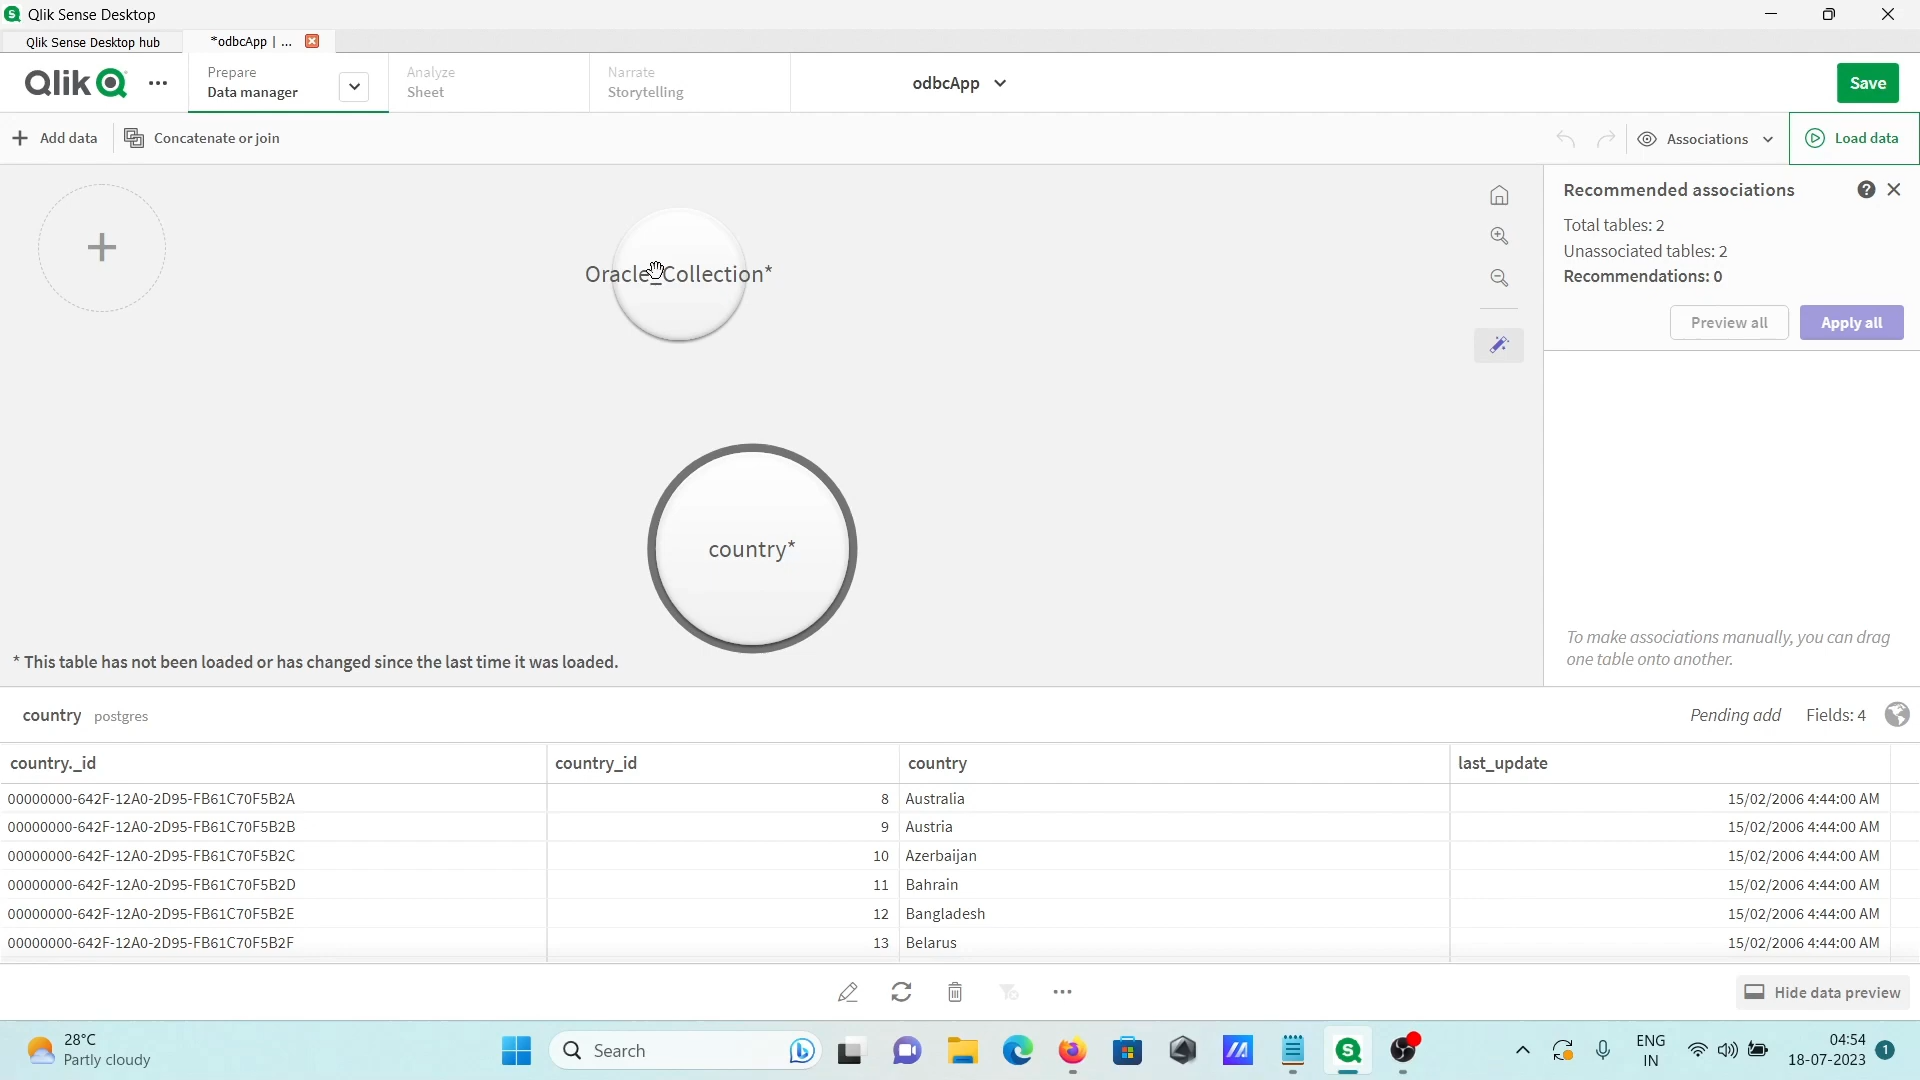 Qlik Sense Desktop
Qlik Sense Desktop hub
*odbcApp | ...
Qlik
Prepare
Data manager
Analyze
Sheet
Narrate
Storytelling
odbcApp
Save
Add data
Concatenate or join
Associations
Load data
Oracle_Collection*
country*
* This table has not been loaded or has changed since the last time it was loaded.
Recommended associations
Total tables: 2
Unassociated tables: 2
Recommendations: 0
Preview all
Apply all
To make associations manually, you can drag
one table onto another.
country postgres
Pending add Fields: 4
country._id country_id country last_update
00000000-642F-12A0-2D95-FB61C70F5B2A 8 Australia 15/02/2006 4:44:00 AM
00000000-642F-12A0-2D95-FB61C70F5B2B 9 Austria 15/02/2006 4:44:00 AM
00000000-642F-12A0-2D95-FB61C70F5B2C 10 Azerbaijan 15/02/2006 4:44:00 AM
00000000-642F-12A0-2D95-FB61C70F5B2D 11 Bahrain 15/02/2006 4:44:00 AM
00000000-642F-12A0-2D95-FB61C70F5B2E 12 Bangladesh 15/02/2006 4:44:00 AM
00000000-642F-12A0-2D95-FB61C70F5B2F 13 Belarus 15/02/2006 4:44:00 AM
Hide data preview
28°C
Partly cloudy
Search
ENG
IN
04:54
18-07-2023
1